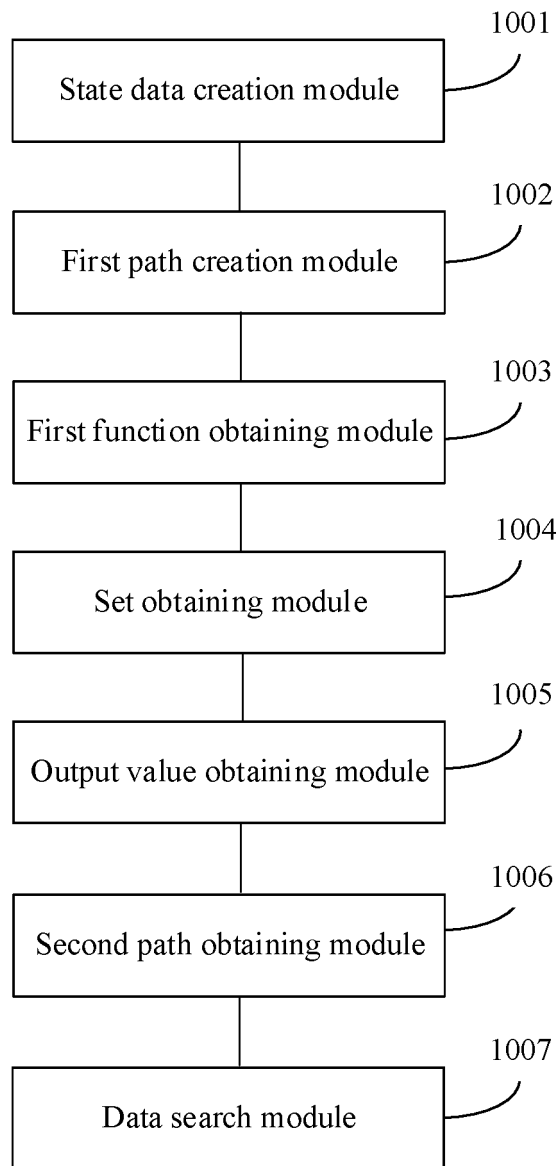 1001
State data creation module
1002
First path creation module
1003
First function obtaining module
1004
Set obtaining module
1005
Output value obtaining module
1006
Second path obtaining module
1007
Data search module